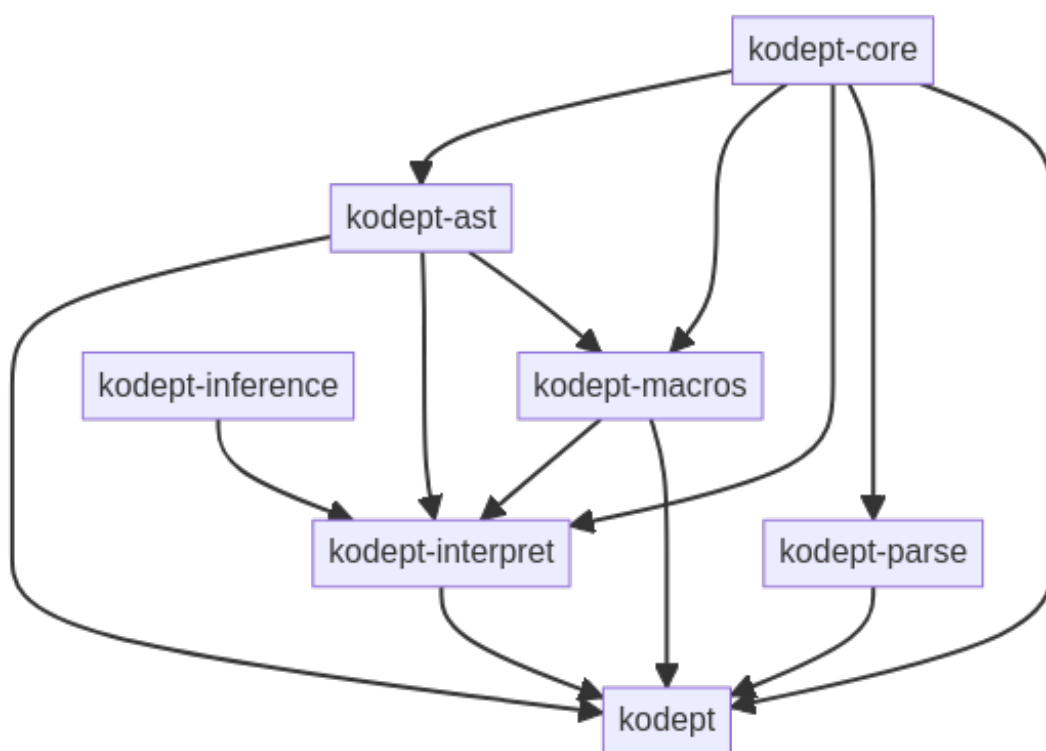 kodept-core
kodept-ast
kodept-inference
kodept-macros
kodept-interpret
kodept-parse
kodept